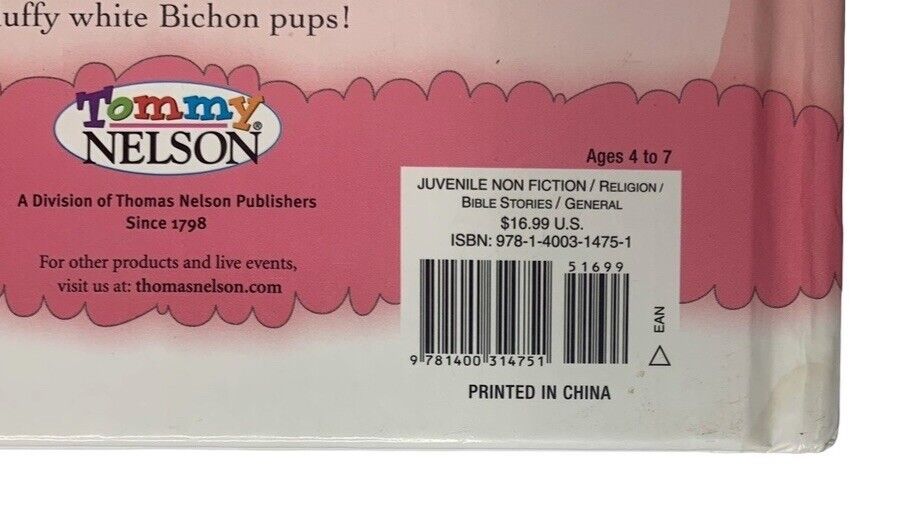 uffy white Bichon pups!
Tommy
NELSON®
A Division of Thomas Nelson Publishers
Since 1798
For other products and live events,
visit us at: thomasnelson.com
Ages 4 to 7
JUVENILE NON FICTION / RELIGION /
BIBLE STORIES / GENERAL
$16.99 U.S.
ISBN: 978-1-4003-1475-1
51699
9 781400 314751
EAN
PRINTED IN CHINA